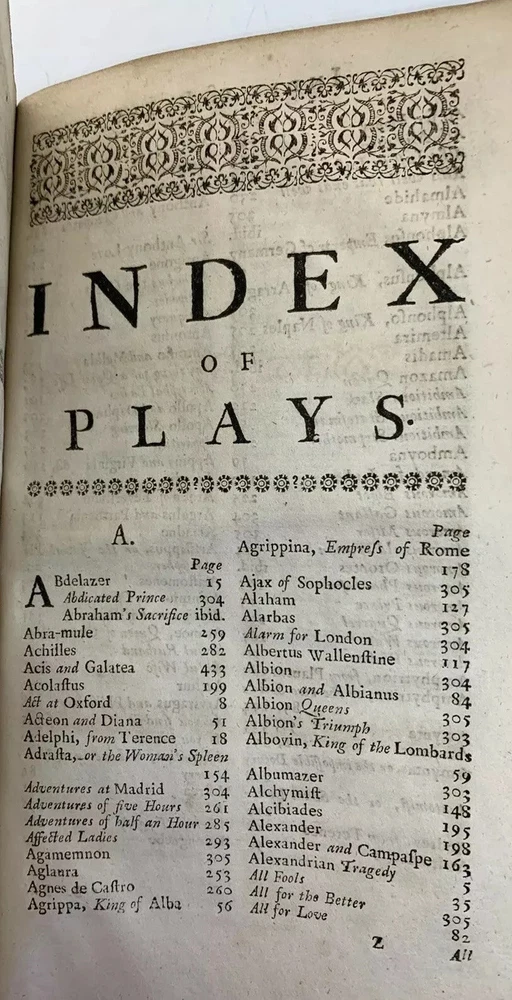 INDEX
OF
PLAYS.
A.
Page
ABdelazer 15
Abdicated Prince 304
Abraham's Sacrifice ibid.
Abra-mule 259
Achilles 282
Acis and Galatea 433
Acolaſtus 199
Act at Oxford 8
Acteon and Diana 51
Adelphi, from Terence 18
Adraſta, or the Woman's Spleen
154
Adventures at Madrid 304
Adventures of five Hours 261
Adventures of half an Hour 285
Affected Ladies 293
Agamemnon 305
Aglaura 253
Agnes de Caſtro 260
Agrippa, King of Alba 56
Page
Agrippina, Empreſs of Rome
178
Ajax of Sophocles 305
Alaham 127
Alarbas 305
Alarm for London 304
Albertus Wallenſtine 117
Albion 304
Albion and Albianus 84
Albion Queens 305
Albion's Triumph 303
Albovin, King of the Lombards
59
Albumazer 303
Alchymiſt 148
Alcibiades 195
Alexander 198
Alexander and Campaſpe 163
Alexandrian Tragedy 5
All Fools 35
All for the Better 305
All for Love 82
Z
All